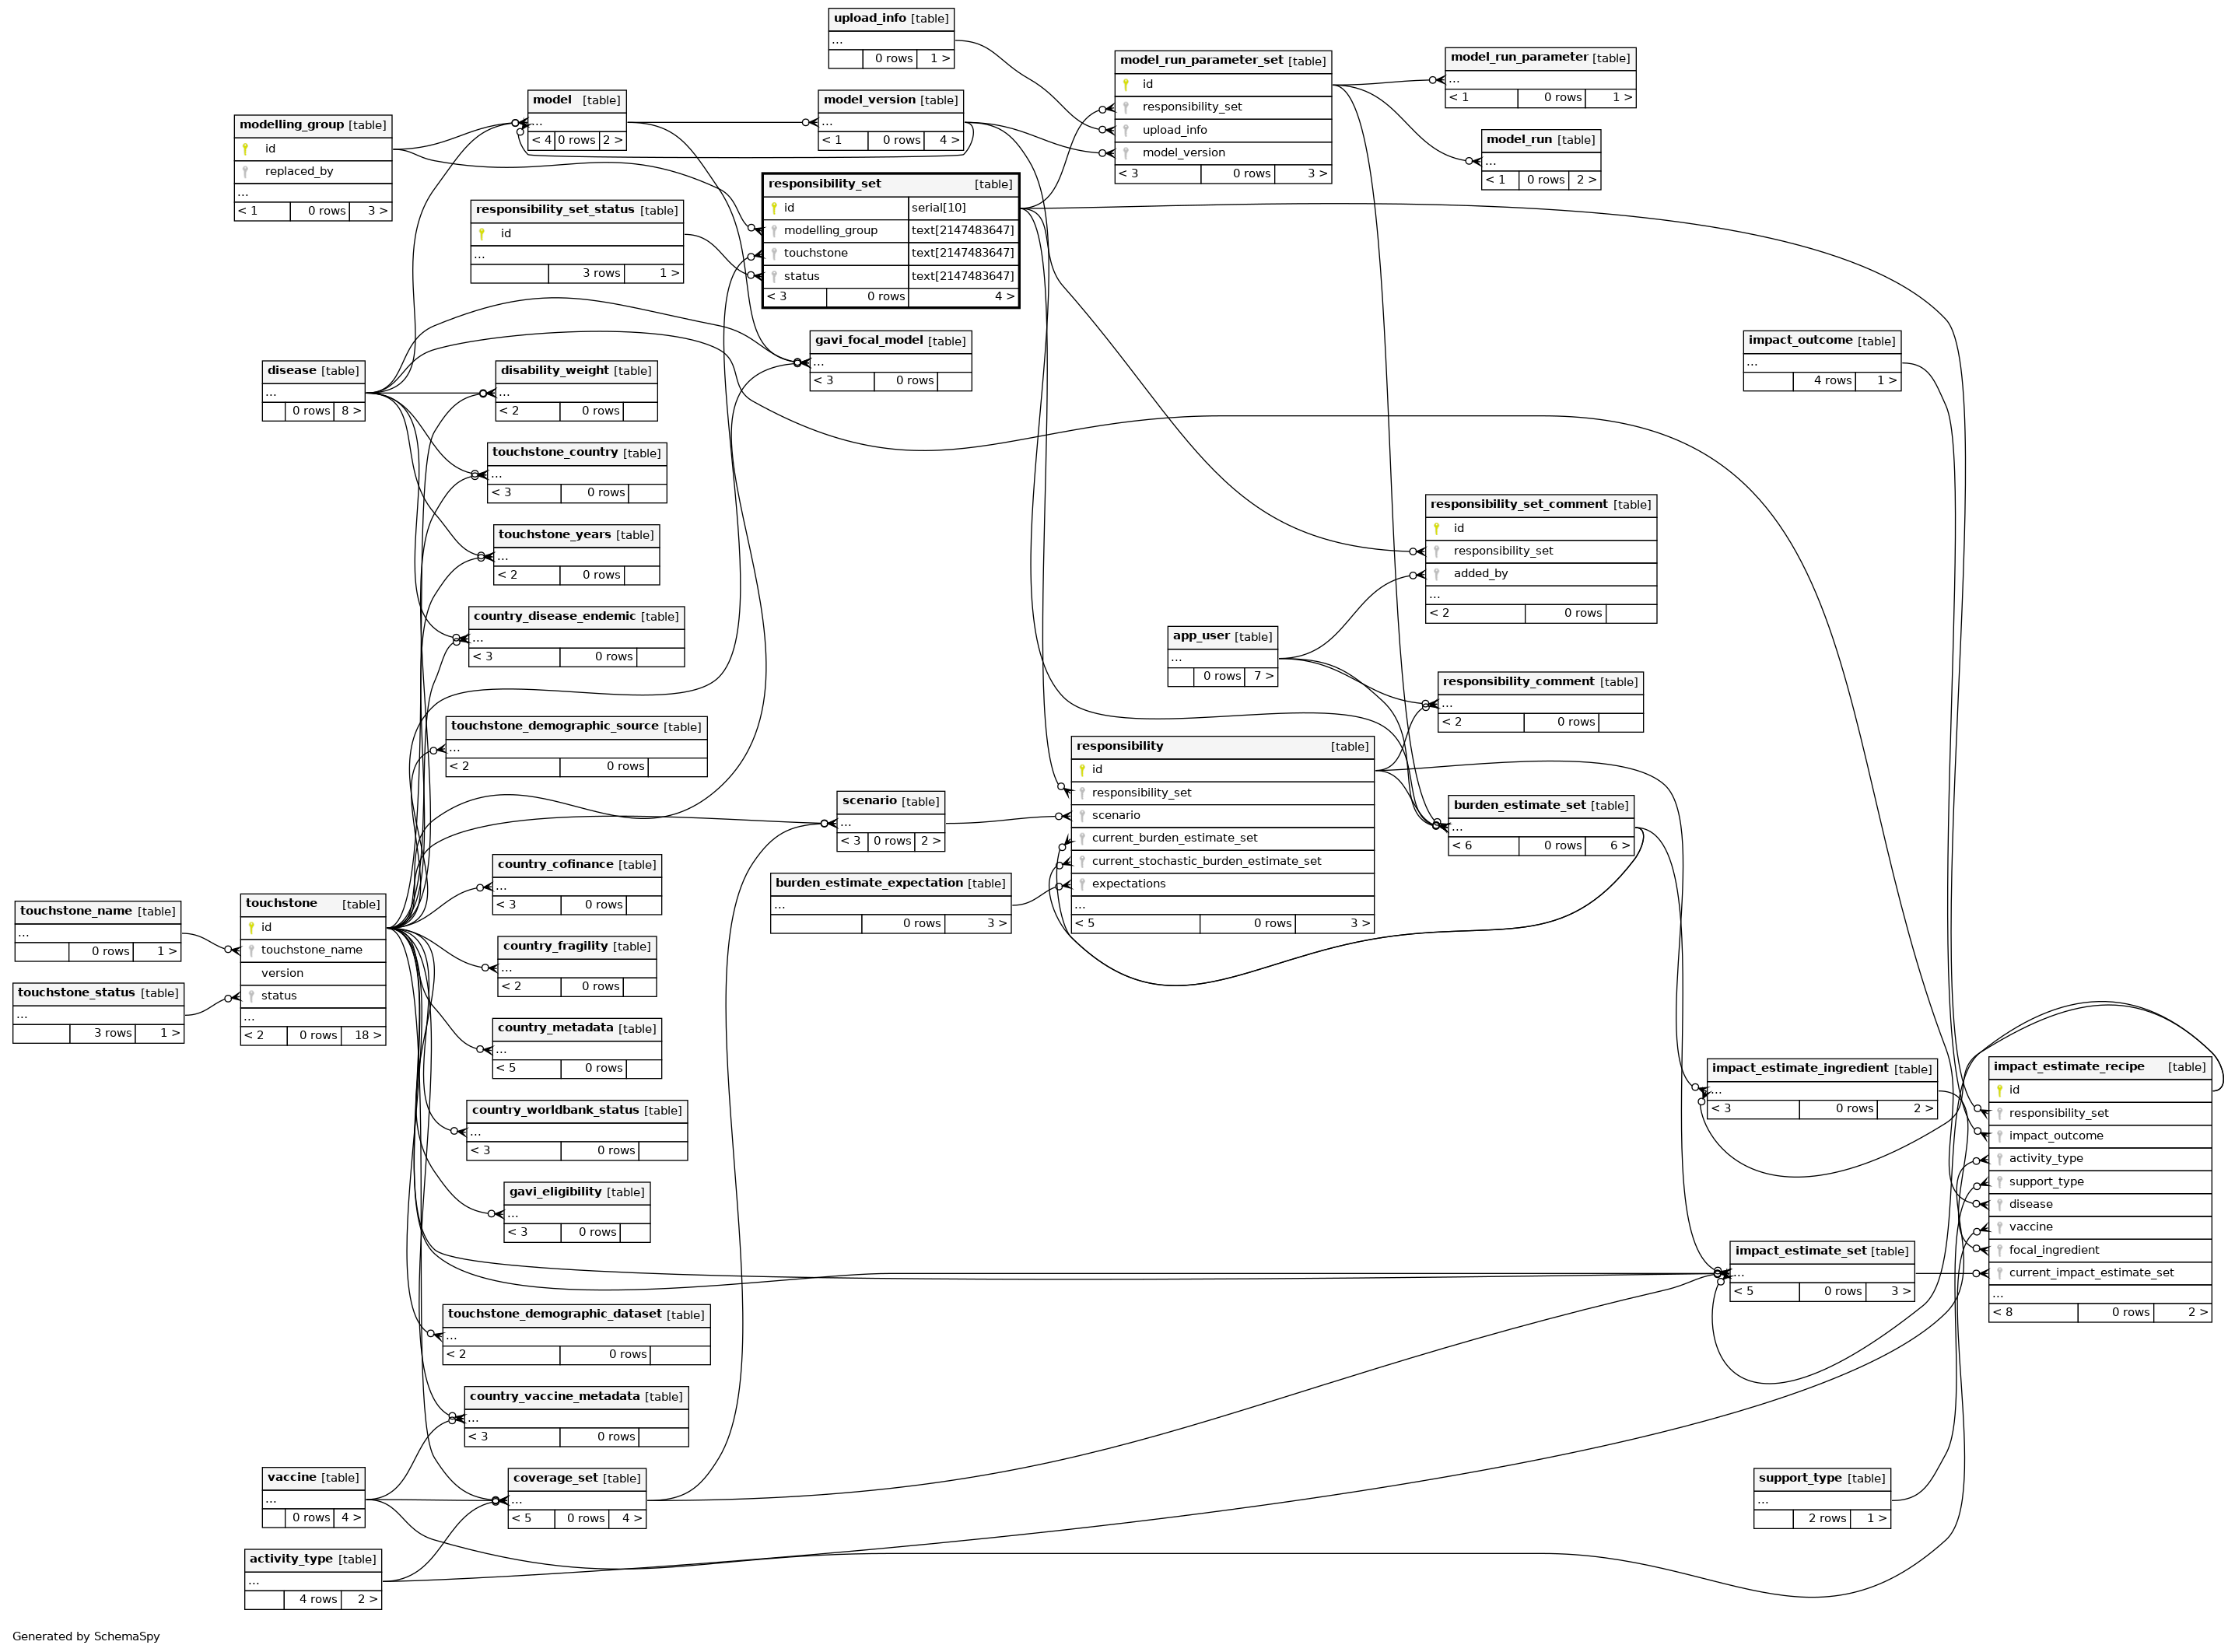 upload_info [table]
...
0 rows 1 >
model_run_parameter_set [table]
id
responsibility_set
upload_info
model_version
< 3 0 rows 3 >
model_run_parameter [table]
...
< 1 0 rows 1 >
model [table]
...
< 4 0 rows 2 >
model_version [table]
...
< 1 0 rows 4 >
modelling_group [table]
id
replaced_by
...
< 1 0 rows 3 >
model_run [table]
...
< 1 0 rows 2 >
responsibility_set [table]
id serial[10]
modelling_group text[2147483647]
touchstone text[2147483647]
status text[2147483647]
< 3 0 rows 4 >
responsibility_set_status [table]
id
...
3 rows 1 >
gavi_focal_model [table]
...
< 3 0 rows
impact_outcome [table]
...
4 rows 1 >
disease [table]
...
0 rows 8 >
disability_weight [table]
...
< 2 0 rows
touchstone_country [table]
...
< 3 0 rows
touchstone_years [table]
...
< 2 0 rows
country_disease_endemic [table]
...
< 3 0 rows
responsibility_set_comment [table]
id
responsibility_set
added_by
...
< 2 0 rows
app_user [table]
...
0 rows 7 >
responsibility_comment [table]
...
< 2 0 rows
touchstone_demographic_source [table]
...
< 2 0 rows
responsibility [table]
id
responsibility_set
scenario
current_burden_estimate_set
current_stochastic_burden_estimate_set
expectations
...
< 5 0 rows 3 >
scenario [table]
...
< 3 0 rows 2 >
burden_estimate_set [table]
...
< 6 0 rows 6 >
burden_estimate_expectation [table]
...
0 rows 3 >
country_cofinance [table]
...
< 3 0 rows
touchstone_name [table]
...
0 rows 1 >
touchstone [table]
id
touchstone_name
version
status
...
< 2 0 rows 18 >
touchstone_status [table]
...
3 rows 1 >
country_fragility [table]
...
< 2 0 rows
country_metadata [table]
...
< 5 0 rows
country_worldbank_status [table]
...
< 3 0 rows
gavi_eligibility [table]
...
< 3 0 rows
impact_estimate_ingredient [table]
...
< 3 0 rows 2 >
impact_estimate_recipe [table]
id
responsibility_set
impact_outcome
activity_type
support_type
disease
vaccine
focal_ingredient
current_impact_estimate_set
...
< 8 0 rows 2 >
impact_estimate_set [table]
...
< 5 0 rows 3 >
touchstone_demographic_dataset [table]
...
< 2 0 rows
country_vaccine_metadata [table]
...
< 3 0 rows
vaccine [table]
...
0 rows 4 >
coverage_set [table]
...
< 5 0 rows 4 >
support_type [table]
...
2 rows 1 >
activity_type [table]
...
4 rows 2 >
Generated by SchemaSpy